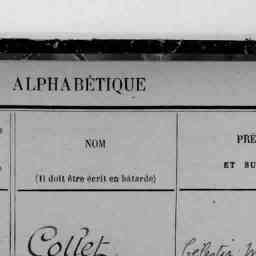 ALPHABÉTIQUE
NOM
PRÉ
(Il doit être écrit en bâtarde)
ET SU
Collet